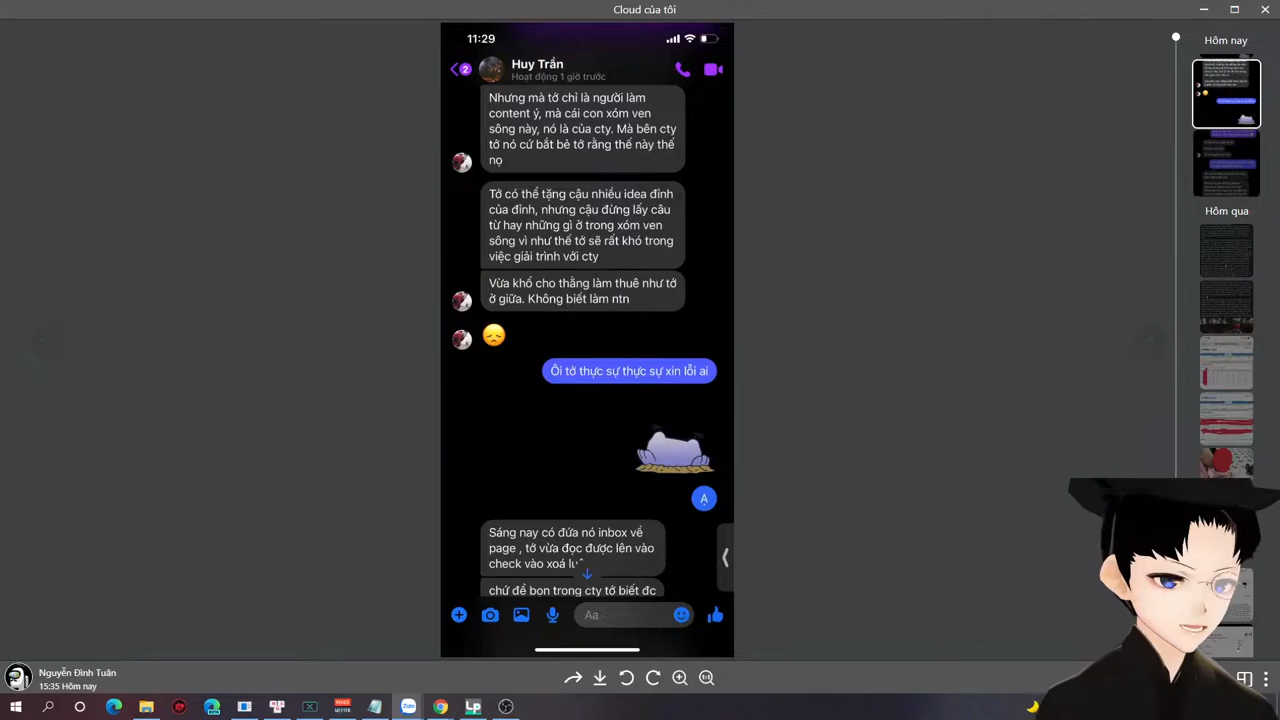 Cloud của tôi
11:29
2
Huy Trần
Hoạt động 1 giờ trước
Nhưng mà tớ chỉ là người làm
content ý, mà cái con xóm ven
sông này, nó là của cty. Mà bên cty
tớ no cứ bắt bẻ tớ rằng thế này thế
nọ
Tớ có thể tặng cậu nhiều idea đỉnh
của đỉnh, nhưng cậu đừng lấy câu
từ hay những gì ở trong xóm ven
sông vì như thế tớ sẽ rất khó trong
việc giải trình với cty
Vừa khổ cho thằng làm thuê như tớ
ở giữa. Không biết làm ntn
Ôi tớ thực sự thực sự xin lỗi ai
Ạ
Sáng nay có đứa nó inbox về
page , tớ vừa đọc được lên vào
check vào xoá
chứ để bọn trong cty tớ biết đc
Aa
Hôm nay
Hôm qua
Nguyễn Đình Tuân
15:35 Hôm nay
1:1
Zalo